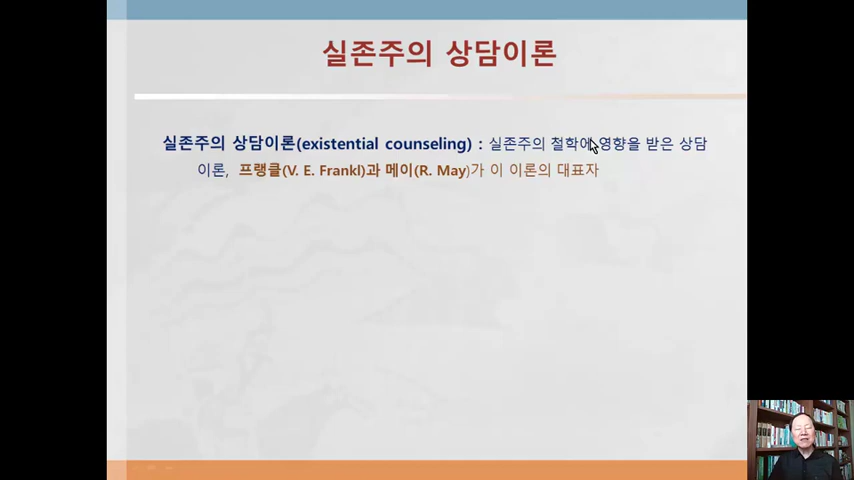 실존주의 상담이론
실존주의 상담이론(existential counseling) : 실존주의 철학에 영향을 받은 상담
이론, 프랭클(V. E. Frankl)과 메이(R. May)가 이 이론의 대표자